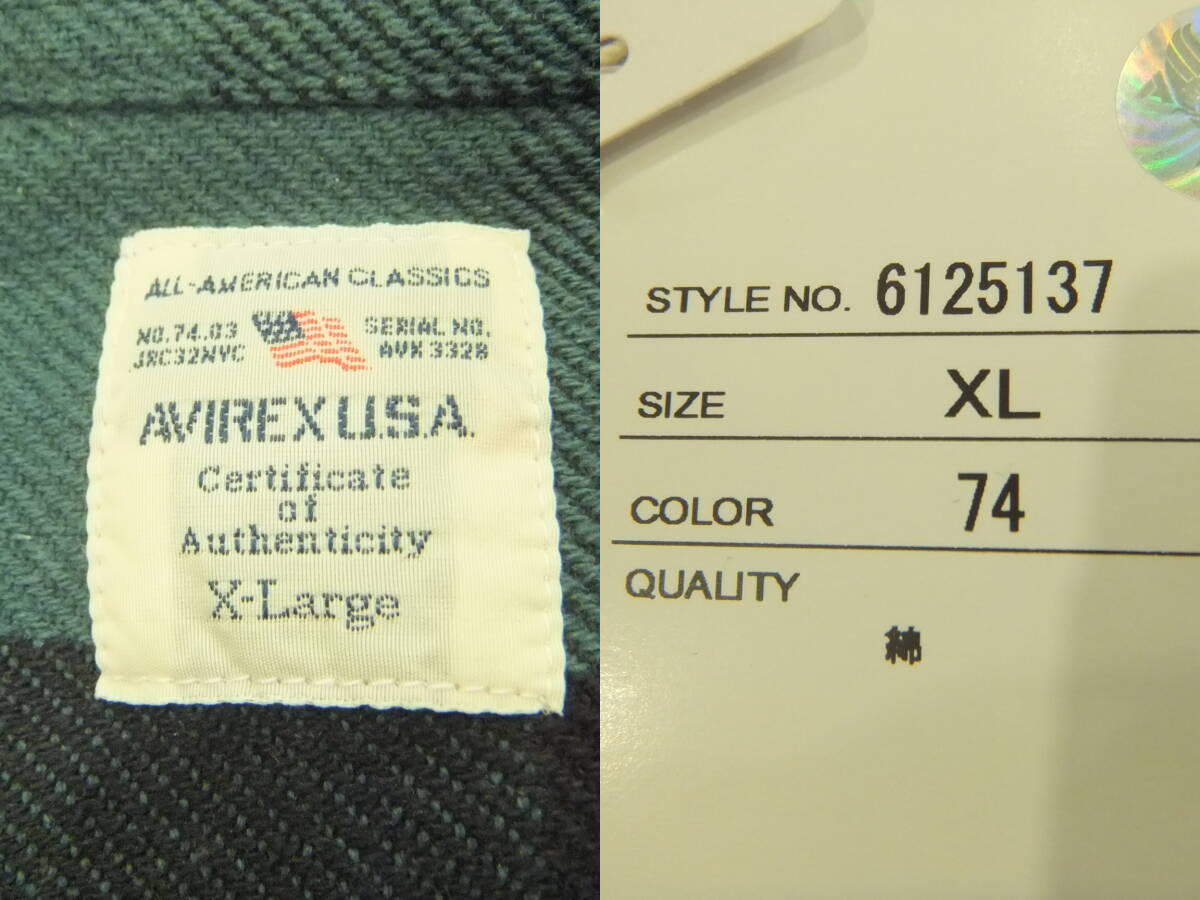 ALL-AMERICAN CLASSICS
NO.74.03
JRC32NYC
SERIAL NO.
AVX 3328
AVIREX U.S.A.
Certificate
of
Authenticity
X-Large
STYLE NO. 6125137
SIZE XL
COLOR 74
QUALITY
綿